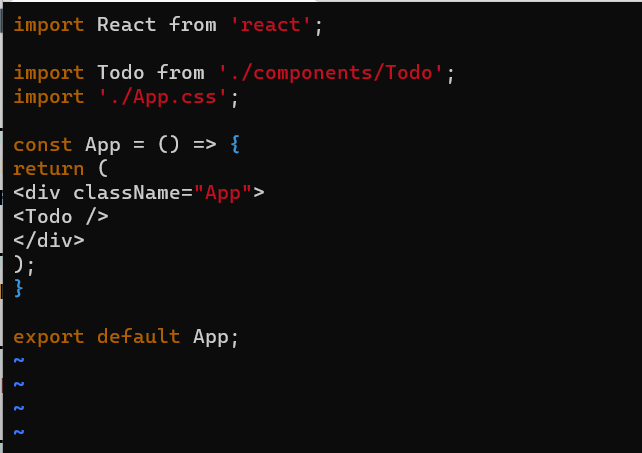 import React from 'react';

import Todo from './components/Todo';
import './App.css';

const App = () => {
return (
<div className="App">
<Todo />
</div>
);
}

export default App;
~
~
~
~